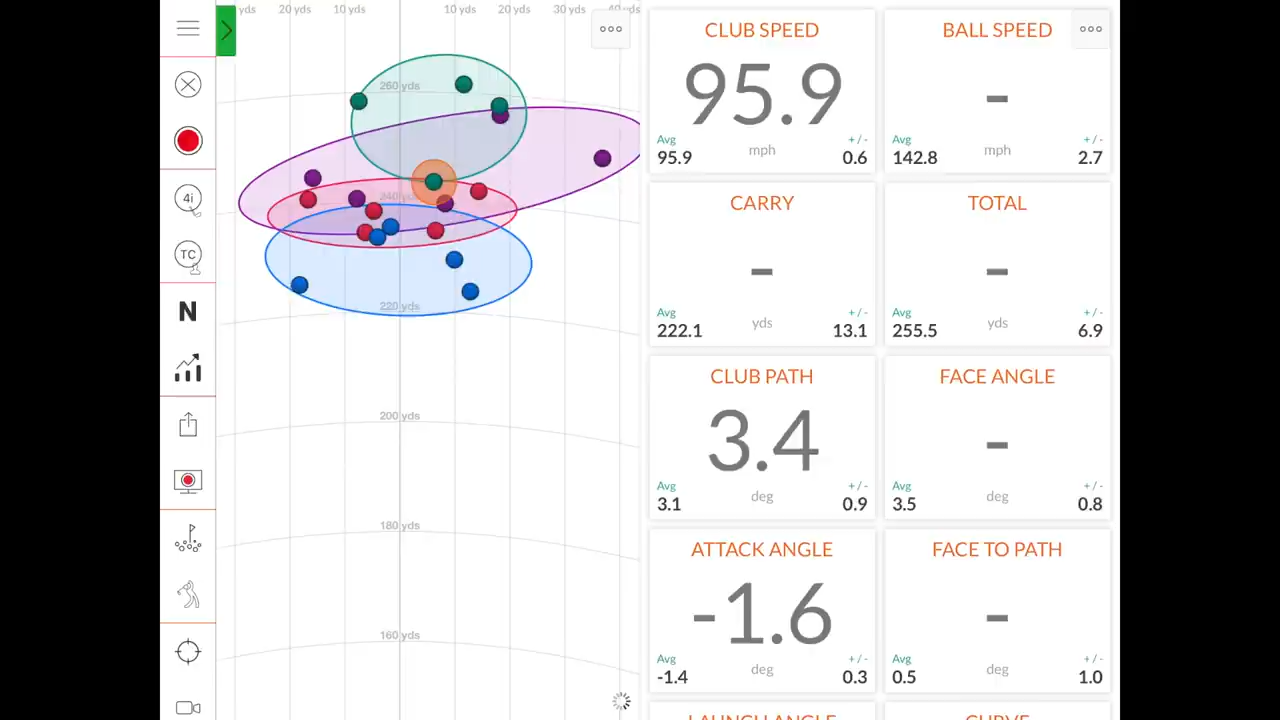 yds 20 yds 10 yds 10 yds 20 yds 30 yds 40 yds
260 yds
240 yds
220 yds
200 yds
180 yds
160 yds
4i
TC
N
CLUB SPEED
95.9
mph
Avg
95.9
+ / -
0.6
BALL SPEED
-
mph
Avg
142.8
+ / -
2.7
CARRY
-
yds
Avg
222.1
+ / -
13.1
TOTAL
-
yds
Avg
255.5
+ / -
6.9
CLUB PATH
3.4
deg
Avg
3.1
+ / -
0.9
FACE ANGLE
-
deg
Avg
3.5
+ / -
0.8
ATTACK ANGLE
-1.6
deg
Avg
-1.4
+ / -
0.3
FACE TO PATH
-
deg
Avg
0.5
+ / -
1.0
LAUNCH ANGLE
CURVE